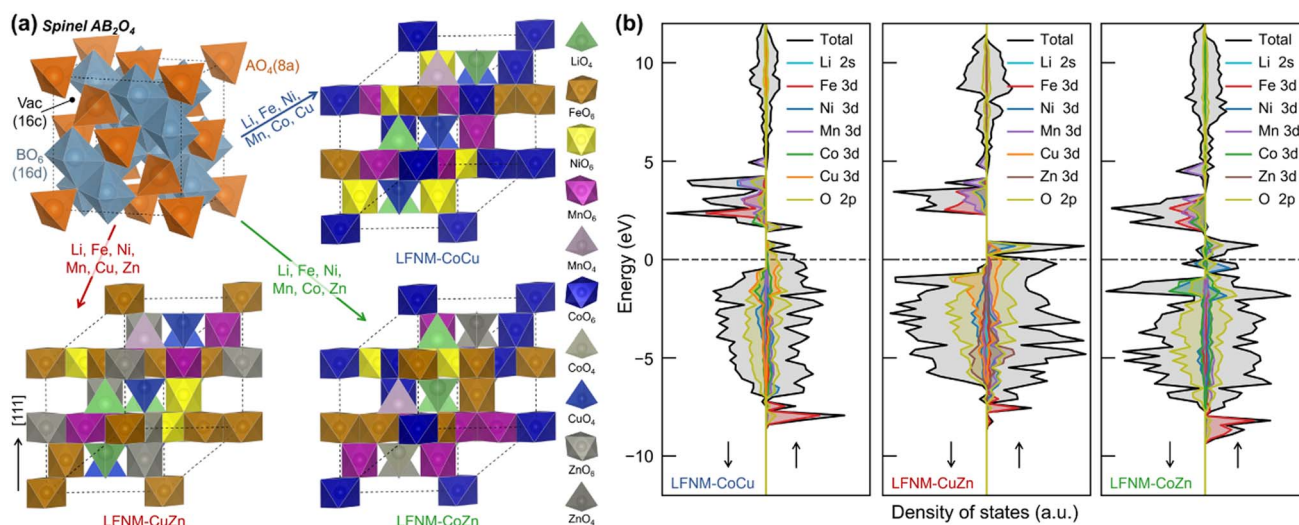 (a) Spinel AB₂O₄
AO₄(8a)
Vac
(16c)
BO₆
(16d)
Li, Fe, Ni,
Mn, Co, Cu
Li, Fe, Ni,
Mn, Cu, Zn
Li, Fe, Ni,
Mn, Co, Zn
LFNM-CoCu
[111]
LFNM-CuZn
LFNM-CoZn
LiO₄
FeO₆
NiO₆
MnO₆
MnO₄
CoO₆
CoO₄
CuO₄
ZnO₆
ZnO₄
(b)
Energy (eV)
10
5
0
−5
−10
Total
Li 2s
Fe 3d
Ni 3d
Mn 3d
Co 3d
Cu 3d
O 2p
↓ ↑
LFNM-CoCu
Total
Li 2s
Fe 3d
Ni 3d
Mn 3d
Cu 3d
Zn 3d
O 2p
↓ ↑
LFNM-CuZn
Total
Li 2s
Fe 3d
Ni 3d
Mn 3d
Co 3d
Zn 3d
O 2p
↓ ↑
LFNM-CoZn
Density of states (a.u.)